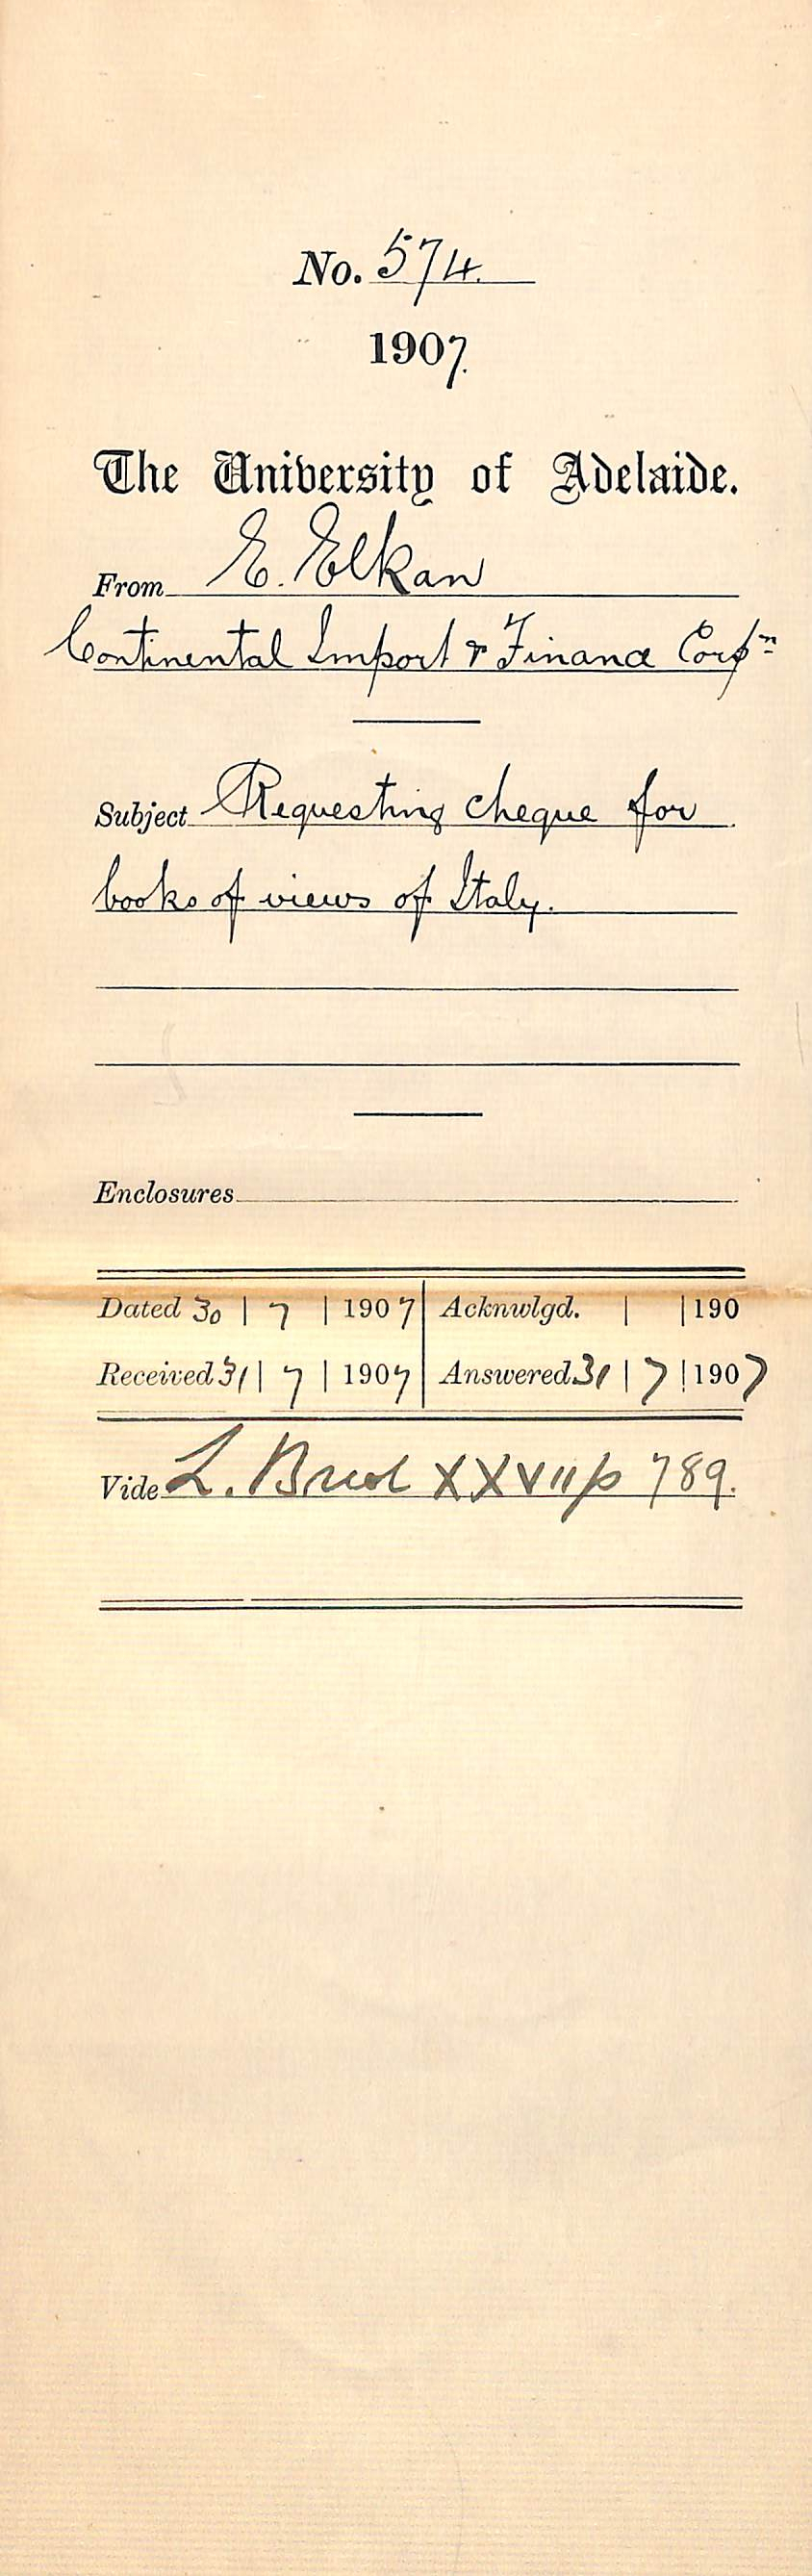 No. 574.
1907.
The University of Adelaide.
From E. Elkan
Continental Import & Finance Corpn
Subject Requesting cheque for
books of views of Italy.
Enclosures
Dated 30 | 7 | 1907 Acknwlgd. | | 190
Received 31 | 7 | 1907 Answered 31 | 7 | 1907
Vide L. XXVII p 789.